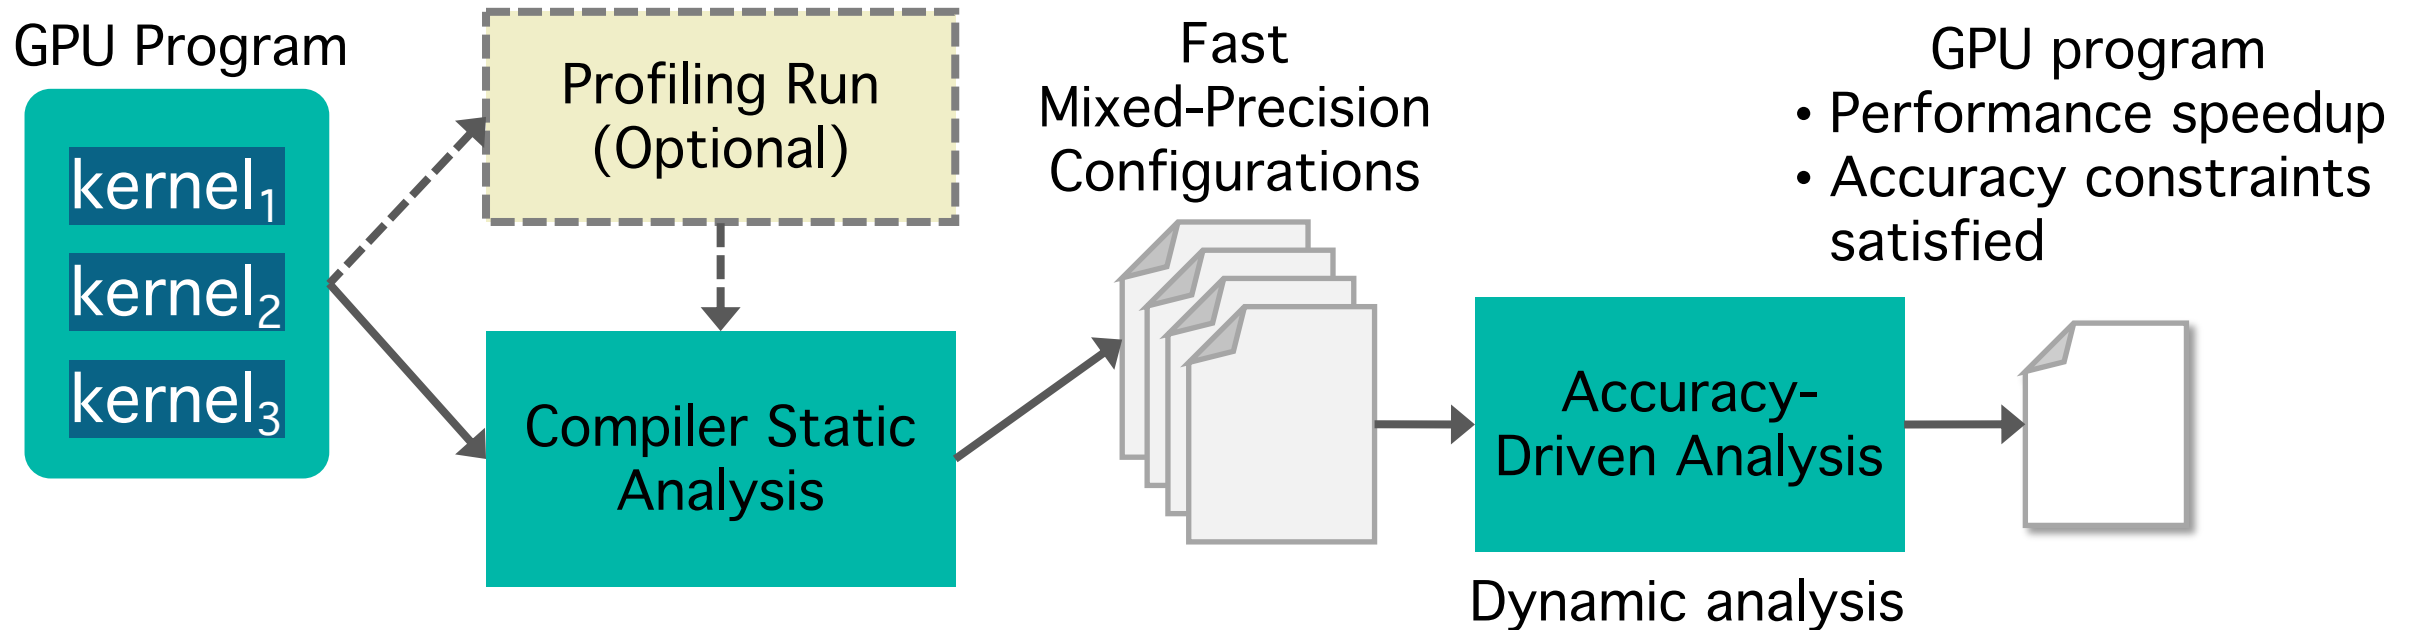 GPU Program
kernel₁
kernel₂
kernel₃
Profiling Run
(Optional)
Compiler Static
Analysis
Fast
Mixed-Precision
Configurations
Accuracy-
Driven Analysis
Dynamic analysis
GPU program
• Performance speedup
• Accuracy constraints
satisfied